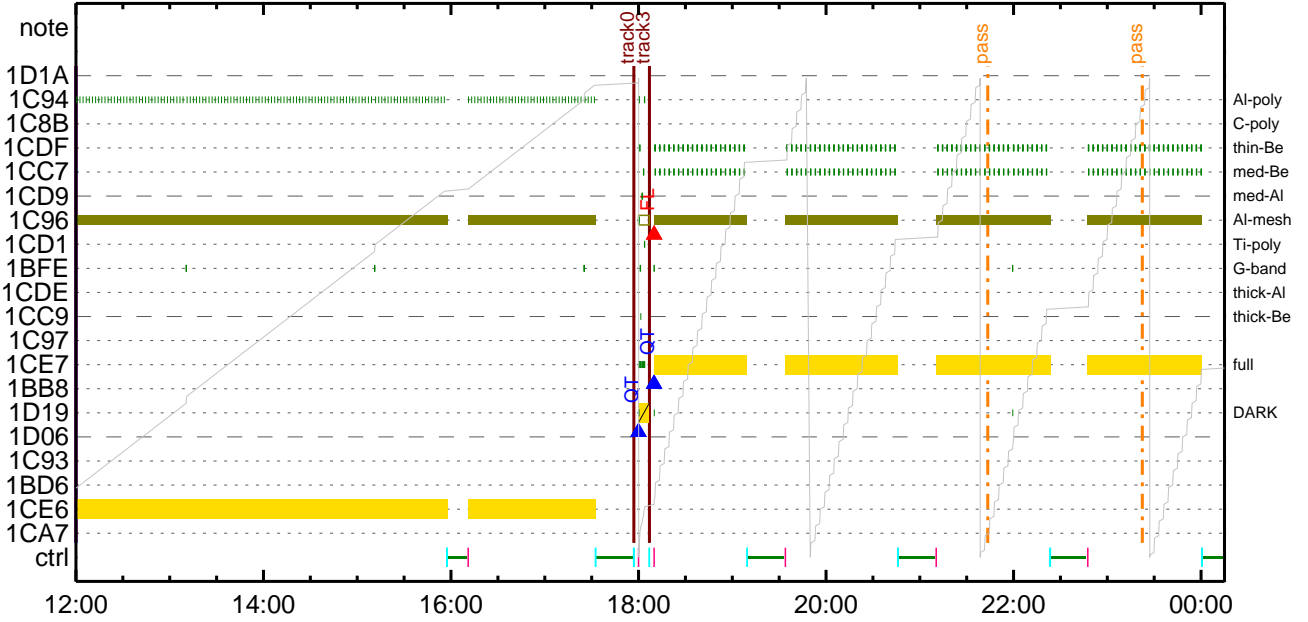 note
track0
track3
pass
pass
1D1A
1C94 Al-poly
1C8B C-poly
1CDF thin-Be
1CC7 med-Be
1CD9 med-Al
FL
1C96 Al-mesh
1CD1 Ti-poly
1BFE G-band
1CDE thick-Al
1CC9 thick-Be
1C97
QT
1CE7 full
1BB8
QT
1D19 DARK
1D06
1C93
1BD6
1CE6
1CA7
ctrl
12:00 14:00 16:00 18:00 20:00 22:00 00:00